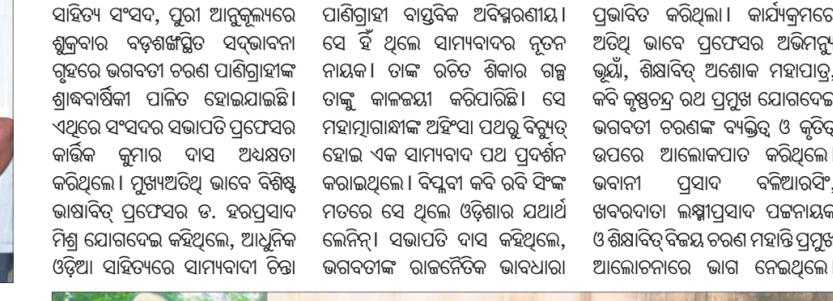 ସାହିତ୍ୟ ସଂସଦ, ପୁରୀ ଆନୁକୂଲ୍ୟରେ
ଶୁକ୍ରବାର ବଡ଼ଶଙ୍ଖସ୍ଥିତ ସଦ୍‌ଭାବନା
ଗୃହରେ ଭଗବତୀ ଚରଣ ପାଣିଗ୍ରାହୀଙ୍କ
ଶ୍ରାଦ୍ଧବାର୍ଷିକୀ ପାଳିତ ହୋଇଯାଇଛି।
ଏଥିରେ ସଂସଦର ସଭାପତି ପ୍ରଫେସର
କାର୍ତ୍ତିକ କୁମାର ଦାସ ଅଧ୍ୟକ୍ଷତା
କରିଥିଲେ। ମୁଖ୍ୟଅତିଥି ଭାବେ ବିଶିଷ୍ଟ
ଭାଷାବିତ୍ ପ୍ରଫେସର ଡ. ହରପ୍ରସାଦ
ମିଶ୍ର ଯୋଗଦେଇ କହିଥିଲେ, ଆଧୁନିକ
ଓଡ଼ିଆ ସାହିତ୍ୟରେ ସାମ୍ୟବାଦୀ ଚିନ୍ତା
ପାଣିଗ୍ରାହୀ ବାସ୍ତବିକ ଅବିସ୍ମରଣୀୟ।
ସେ ହିଁ ଥିଲେ ସାମ୍ୟବାଦର ନୂତନ
ନାୟକ। ତାଙ୍କ ରଚିତ ଶିକାର ଗଳ୍ପ
ତାଙ୍କୁ କାଳଜୟୀ କରିପାରିଛି। ସେ
ମହାତ୍ମାଗାନ୍ଧୀଙ୍କ ଅହିଂସା ପଥରୁ ବିଚ୍ୟୁତ୍
ହୋଇ ଏକ ସାମ୍ୟବାଦ ପଥ ପ୍ରଦର୍ଶନ
କରାଇଥିଲେ। ବିପ୍ଳବୀ କବି ରବି ସିଂଙ୍କ
ମତରେ ସେ ଥିଲେ ଓଡ଼ିଶାର ଯଥାର୍ଥ
ଲେନିନ୍। ସଭାପତି ଦାସ କହିଥିଲେ,
ଭଗବତୀଙ୍କ ରାଜନୈତିକ ଭାବଧାରା
ପ୍ରଭାବିତ କରିଥିଲା। କାର୍ଯ୍ୟକ୍ରମରେ
ଅତିଥି ଭାବେ ପ୍ରଫେସର ଅଭିମନ୍ୟୁ
ଭୂୟାଁ, ଶିକ୍ଷାବିତ୍ ଅଶୋକ ମହାପାତ୍ର,
କବି କୃଷ୍ଣଚନ୍ଦ୍ର ରଥ ପ୍ରମୁଖ ଯୋଗଦେଇ
ଭଗବତୀ ଚରଣଙ୍କ ବ୍ୟକ୍ତିତ୍ୱ ଓ କୃତିତ୍ୱ
ଉପରେ ଆଲୋକପାତ କରିଥିଲେ।
ଭବାନୀ ପ୍ରସାଦ ବଳିଆରସିଂ,
ଖବରଦାତା ଲକ୍ଷ୍ମୀପ୍ରସାଦ ପଟ୍ଟନାୟକ
ଓ ଶିକ୍ଷାବିତ୍ ବିଜୟ ଚରଣ ମହାନ୍ତି ପ୍ରମୁଖ
ଆଲୋଚନାରେ ଭାଗ ନେଇଥିଲେ।